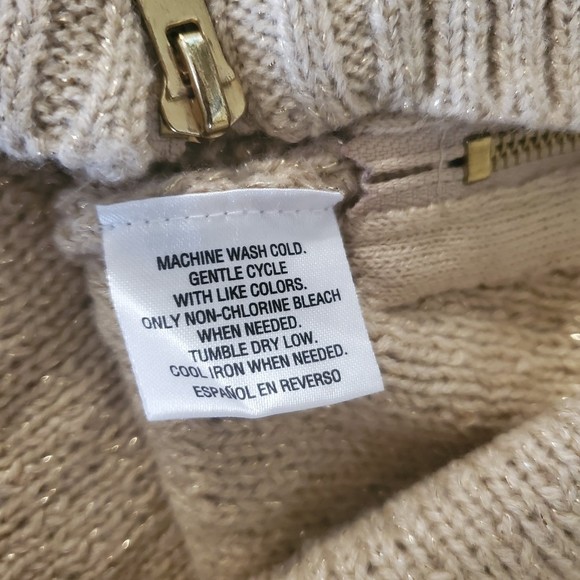 MACHINE WASH COLD.
GENTLE CYCLE
WITH LIKE COLORS.
ONLY NON-CHLORINE BLEACH
WHEN NEEDED.
TUMBLE DRY LOW.
COOL IRON WHEN NEEDED.
ESPAÑOL EN REVERSO